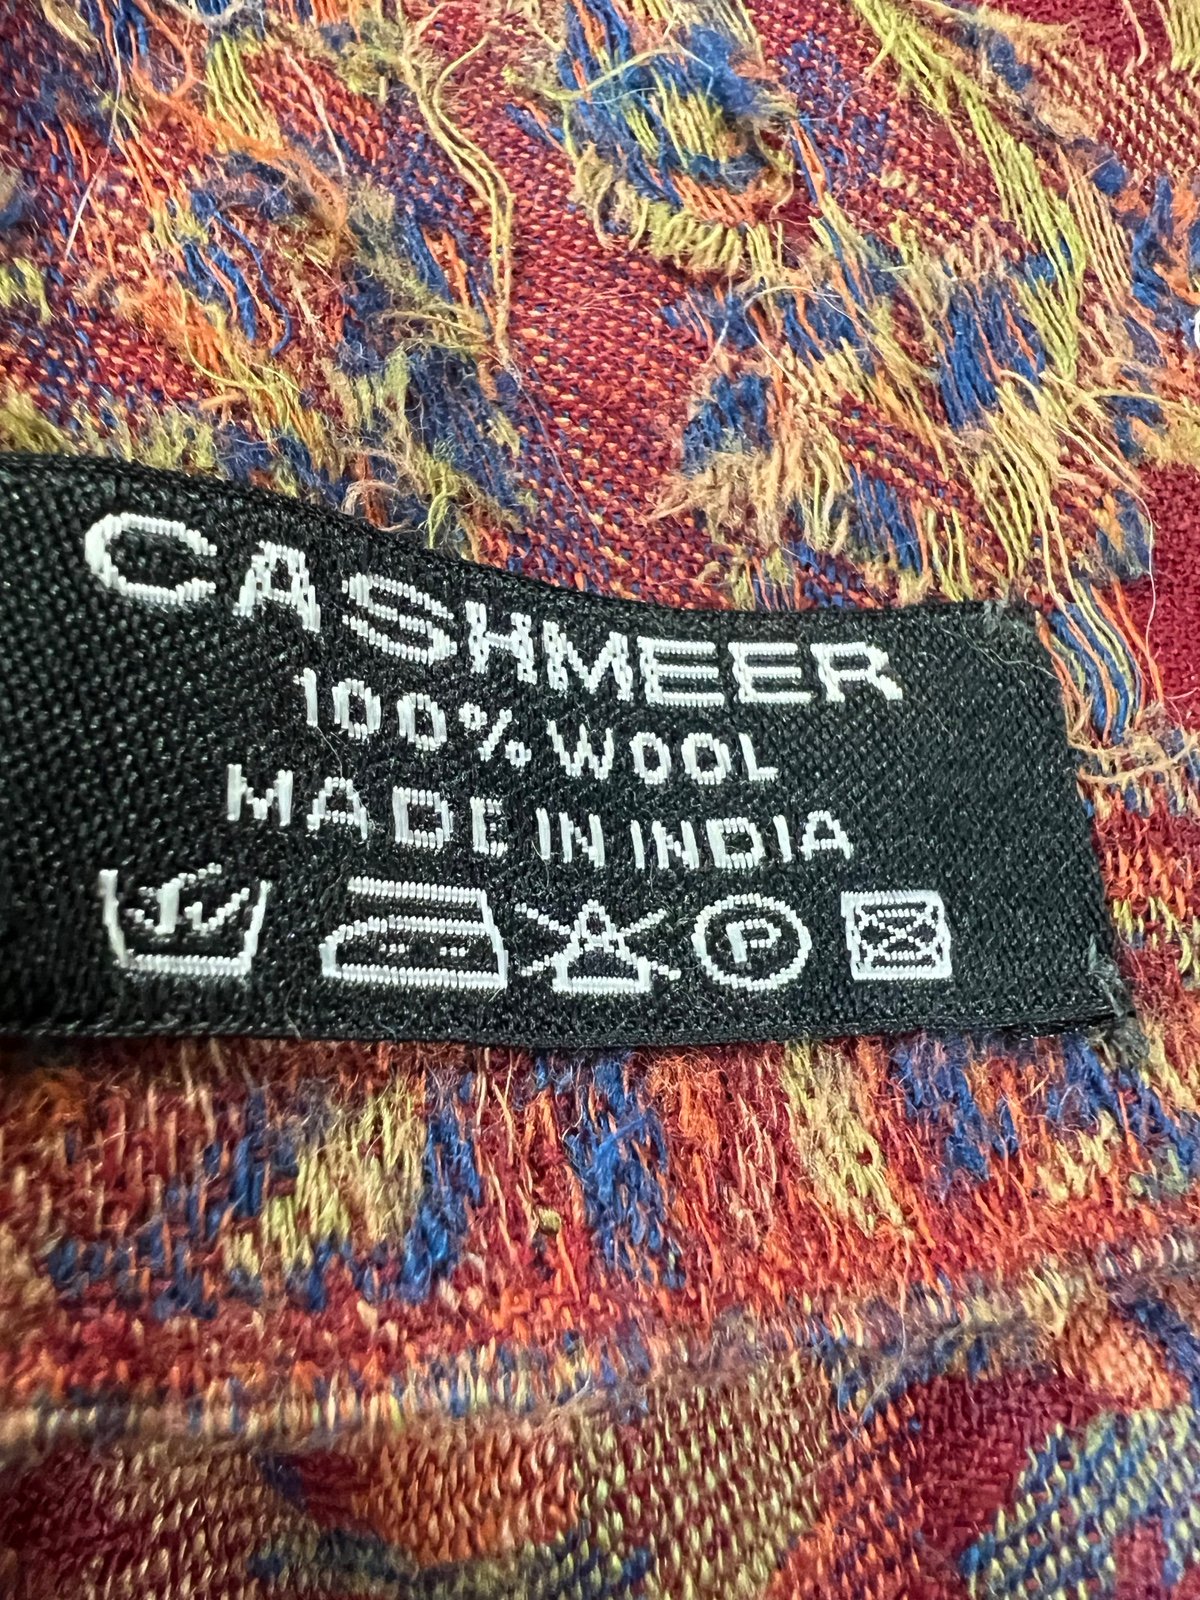 CASHMEER
100% WOOL
MADE IN INDIA
A P